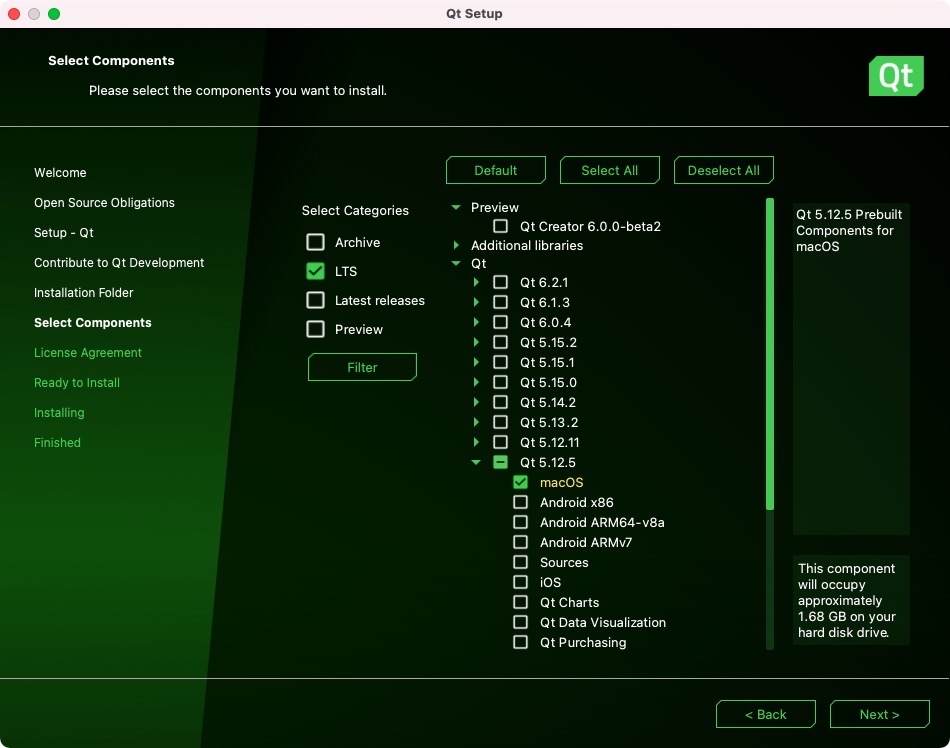 Qt Setup
Select Components
Please select the components you want to install.
Qt
Welcome
Open Source Obligations
Setup - Qt
Contribute to Qt Development
Installation Folder
Select Components
License Agreement
Ready to Install
Installing
Finished
Select Categories
Archive
LTS
Latest releases
Preview
Filter
Default
Select All
Deselect All
Preview
Qt Creator 6.0.0-beta2
Additional libraries
Qt
Qt 6.2.1
Qt 6.1.3
Qt 6.0.4
Qt 5.15.2
Qt 5.15.1
Qt 5.15.0
Qt 5.14.2
Qt 5.13.2
Qt 5.12.11
Qt 5.12.5
macOS
Android x86
Android ARM64-v8a
Android ARMv7
Sources
iOS
Qt Charts
Qt Data Visualization
Qt Purchasing
Qt 5.12.5 Prebuilt
Components for
macOS
This component
will occupy
approximately
1.68 GB on your
hard disk drive.
< Back
Next >